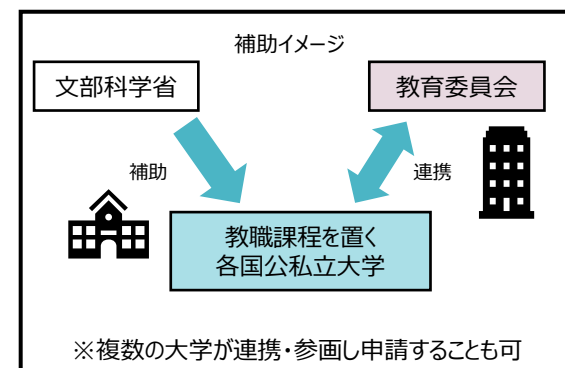 補助イメージ
文部科学省
教育委員会
補助
連携
教職課程を置く
各国公私立大学
※複数の大学が連携・参画し申請することも可